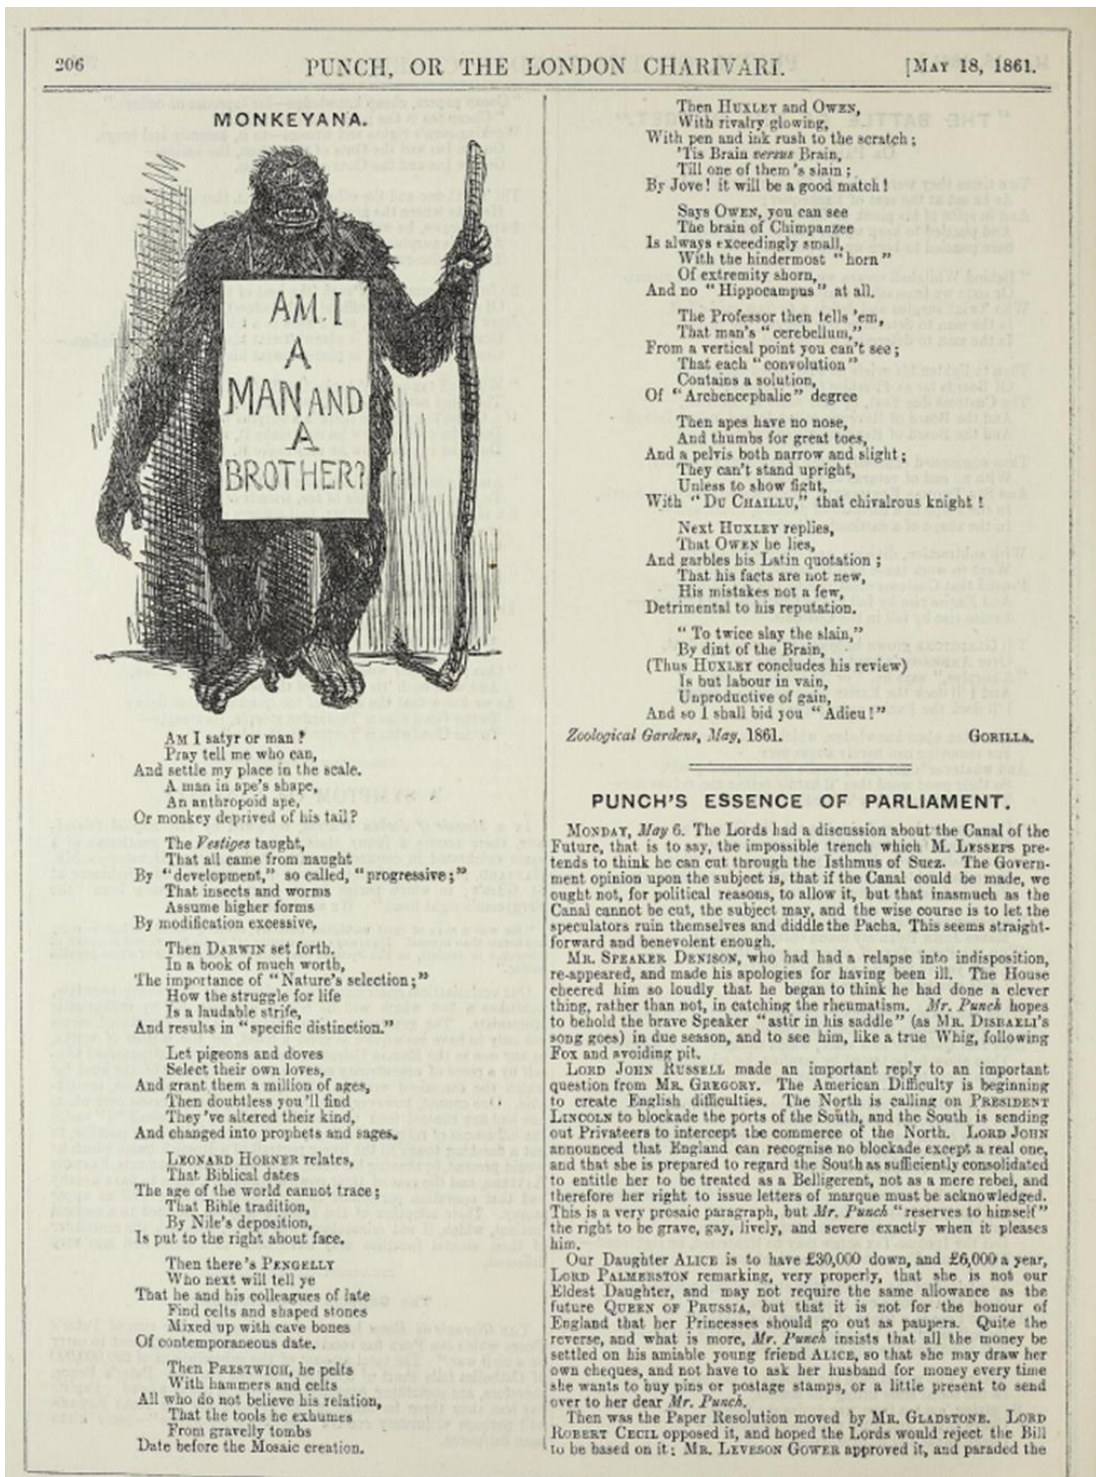 206
PUNCH, OR THE LONDON CHARIVARI.
[MAY 18, 1861.
MONKEYANA.
AM I
A
MAN AND
A
BROTHER?
AM I satyr or man?
Pray tell me who can,
And settle my place in the scale.
A man in ape's shape,
An anthropoid ape,
Or monkey deprived of his tail?
The Vestiges taught,
That all came from naught
By "development," so called, "progressive;"
That insects and worms
Assume higher forms
By modification excessive,
Then DARWIN set forth.
In a book of much worth,
The importance of "Nature's selection;"
How the struggle for life
Is a laudable strife,
And results in "specific distinction."
Let pigeons and doves
Select their own loves,
And grant them a million of ages,
Then doubtless you'll find
They've altered their kind,
And changed into prophets and sages.
LEONARD HORNER relates,
That Biblical dates
The age of the world cannot trace;
That Bible tradition,
By Nile's deposition,
Is put to the right about face.
Then there's PENGELLY
Who next will tell ye
That he and his colleagues of late
Find celts and shaped stones
Mixed up with cave bones
Of contemporaneous date.
Then PRESTWICH, he pelts
With hammers and celts
All who do not believe his relation,
That the tools he exhumes
From gravelly tombs
Date before the Mosaic creation.
Then HUXLEY and OWEN,
With rivalry glowing,
With pen and ink rush to the scratch;
'Tis Brain versus Brain,
Till one of them's slain;
By Jove! it will be a good match!
Says OWEN, you can see
The brain of Chimpanzee
Is always exceedingly small,
With the hindermost "horn"
Of extremity shorn,
And no "Hippocampus" at all.
The Professor then tells 'em,
That man's "cerebellum,"
From a vertical point you can't see;
That each "convolution"
Contains a solution,
Of "Archencephalic" degree
Then apes have no nose,
And thumbs for great toes,
And a pelvis both narrow and slight;
They can't stand upright,
Unless to show fight,
With "DU CHAILLU," that chivalrous knight!
Next HUXLEY replies,
That OWEN he lies,
And garbles his Latin quotation;
That his facts are not new,
His mistakes not a few,
Detrimental to his reputation.
"To twice slay the slain,"
By dint of the Brain,
(Thus HUXLEY concludes his review)
Is but labour in vain,
Unproductive of gain,
And so I shall bid you "Adieu!"
Zoological Gardens, May, 1861. GORILLA.
PUNCH'S ESSENCE OF PARLIAMENT.
MONDAY, May 6. The Lords had a discussion about the Canal of the
Future, that is to say, the impossible trench which M. LESSEPS pre-
tends to think he can cut through the Isthmus of Suez. The Govern-
ment opinion upon the subject is, that if the Canal could be made, we
ought not, for political reasons, to allow it, but that inasmuch as the
Canal cannot be cut, the subject may, and the wise course is to let the
speculators ruin themselves and diddle the Pacha. This seems straight-
forward and benevolent enough.
MR. SPEAKER DENISON, who had had a relapse into indisposition,
re-appeared, and made his apologies for having been ill. The House
cheered him so loudly that he began to think he had done a clever
thing, rather than not, in catching the rheumatism. Mr. Punch hopes
to behold the brave Speaker "astir in his saddle" (as MR. DISRAELI'S
song goes) in due season, and to see him, like a true Whig, following
Fox and avoiding pit.
LORD JOHN RUSSELL made an important reply to an important
question from MR. GREGORY. The American Difficulty is beginning
to create English difficulties. The North is calling on PRESIDENT
LINCOLN to blockade the ports of the South, and the South is sending
out Privateers to intercept the commerce of the North. LORD JOHN
announced that England can recognise no blockade except a real one,
and that she is prepared to regard the South as sufficiently consolidated
to entitle her to be treated as a Belligerent, not as a mere rebel, and
therefore her right to issue letters of marque must be acknowledged.
This is a very prosaic paragraph, but Mr. Punch "reserves to himself"
the right to be grave, gay, lively, and severe exactly when it pleases
him.
Our Daughter ALICE is to have £30,000 down, and £6,000 a year,
LORD PALMERSTON remarking, very properly, that she is not our
Eldest Daughter, and may not require the same allowance as the
future QUEEN OF PRUSSIA, but that it is not for the honour of
England that her Princesses should go out as paupers. Quite the
reverse, and what is more, Mr. Punch insists that all the money be
settled on his amiable young friend ALICE, so that she may draw her
own cheques, and not have to ask her husband for money every time
she wants to buy pins or postage stamps, or a little present to send
over to her dear Mr. Punch.
Then was the Paper Resolution moved by MR. GLADSTONE. LORD
ROBERT CECIL opposed it, and hoped the Lords would reject the Bill
to be based on it; MR. LEVESON GOWER approved it, and paraded the